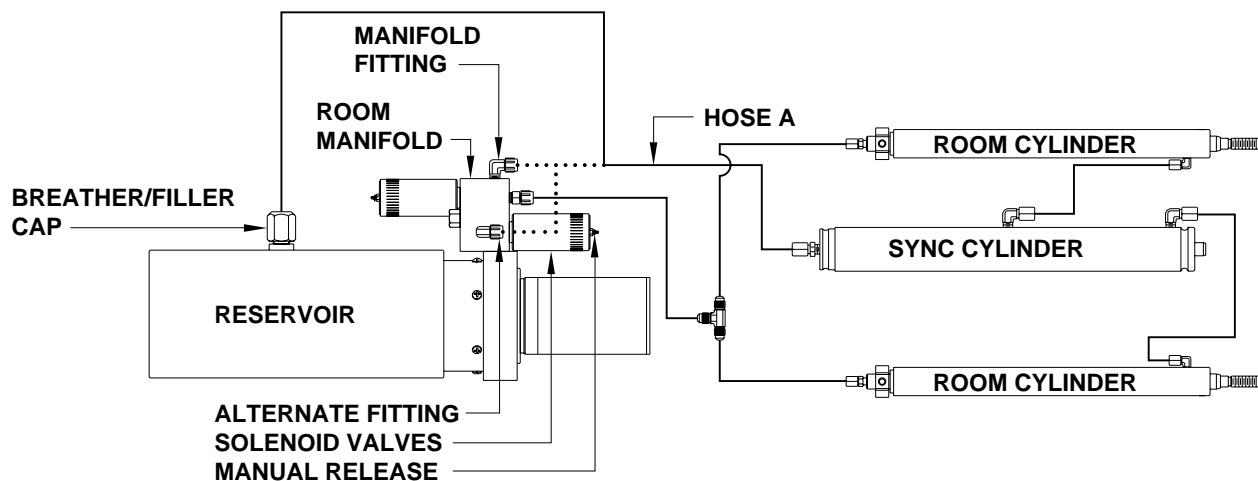 MANIFOLD
FITTING
ROOM
MANIFOLD
HOSE A
ROOM CYLINDER
BREATHER/FILLER
CAP
SYNC CYLINDER
RESERVOIR
ROOM CYLINDER
ALTERNATE FITTING
SOLENOID VALVES
MANUAL RELEASE